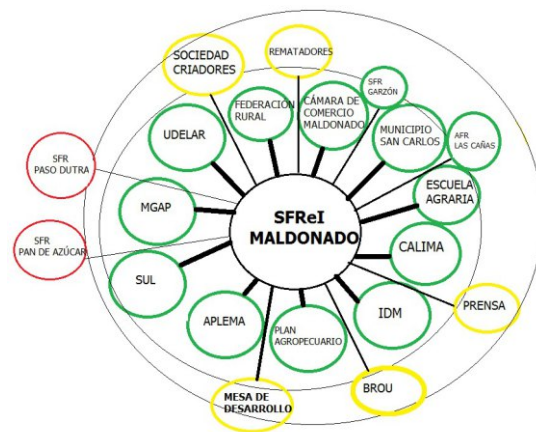 SOCIEDAD
CRIADORES
REMATADORES
SFR
GARZÓN
FEDERACIÓN
RURAL
CÁMARA DE
COMERCIO
MALDONADO
UDELAR
MUNICIPIO
SAN CARLOS
AFR
LAS CAÑAS
SFR
PASO DUTRA
ESCUELA
AGRARIA
MGAP
SFReI
MALDONADO
SFR
PAN DE AZÚCAR
CALIMA
SUL
PRENSA
APLEMA
PLAN
AGROPECUARIO
IDM
MESA DE
DESARROLLO
BROU